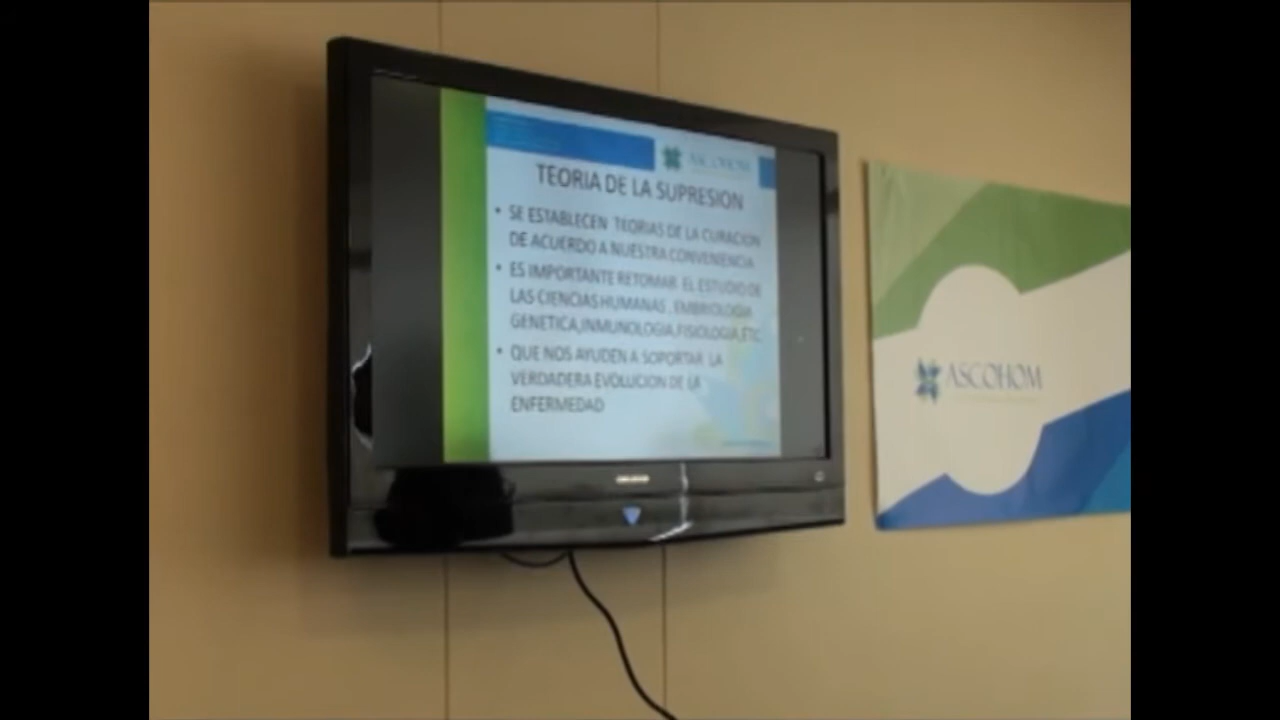 ASCOHOM
TEORIA DE LA SUPRESION
• SE ESTABLECEN TEORIAS DE LA CURACION
DE ACUERDO A NUESTRA CONVENIENCIA
• ES IMPORTANTE RETOMAR EL ESTUDIO DE
LAS CIENCIAS HUMANAS , EMBRIOLOGIA
GENETICA,INMUNOLOGIA,FISIOLOGIA,ETC
• QUE NOS AYUDEN A SOPORTAR LA
VERDADERA EVOLUCION DE LA
ENFERMEDAD
ASCOHOM